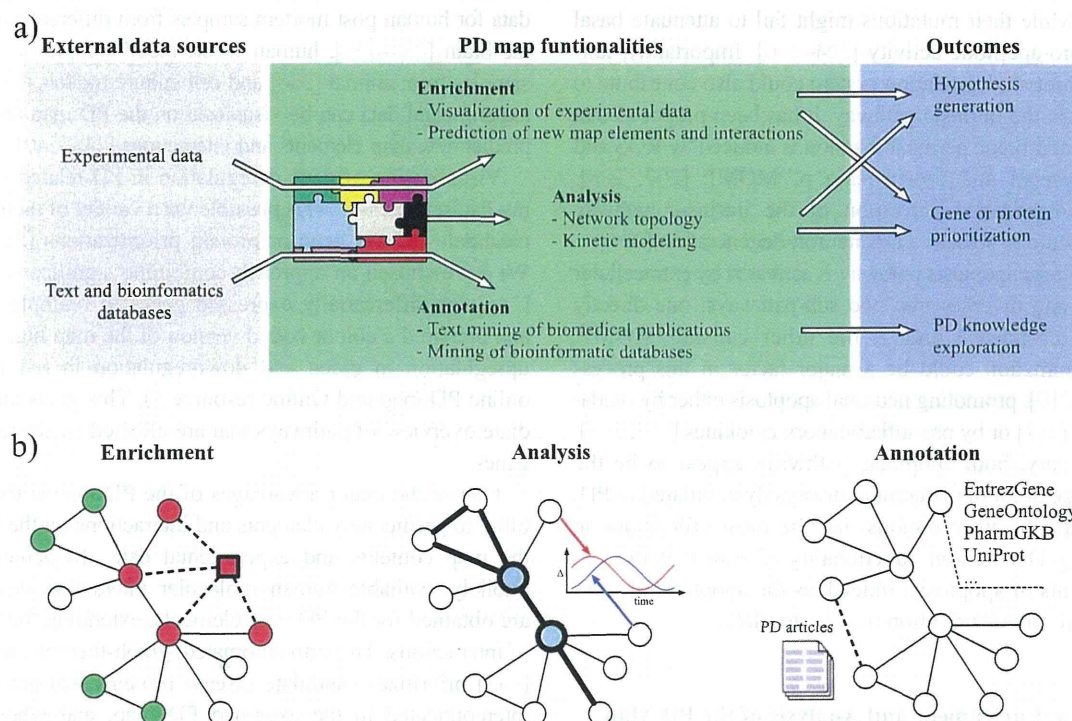 a)
External data sources
PD map funtionalities
Outcomes
Enrichment
- Visualization of experimental data
- Prediction of new map elements and interactions
Hypothesis
generation
Experimental data
Analysis
- Network topology
- Kinetic modeling
Gene or protein
prioritization
Text and bioinfomatics
databases
Annotation
- Text mining of biomedical publications
- Mining of bioinformatic databases
PD knowledge
exploration
b)
Enrichment
Analysis
Annotation
EntrezGene
GeneOntology
PharmGKB
UniProt
...
Δ
time
PD articles